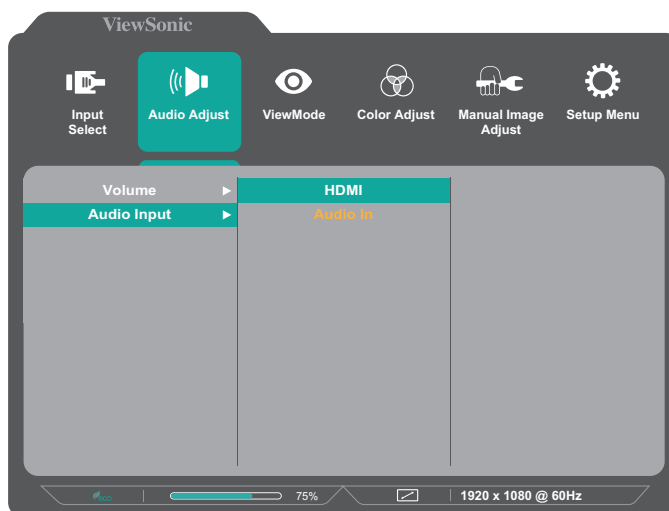 ViewSonic
Input
Select
Audio Adjust
ViewMode
Color Adjust
Manual Image
Adjust
Setup Menu
Volume
HDMI
Audio Input
Audio In
eco
75%
1920 x 1080 @ 60Hz